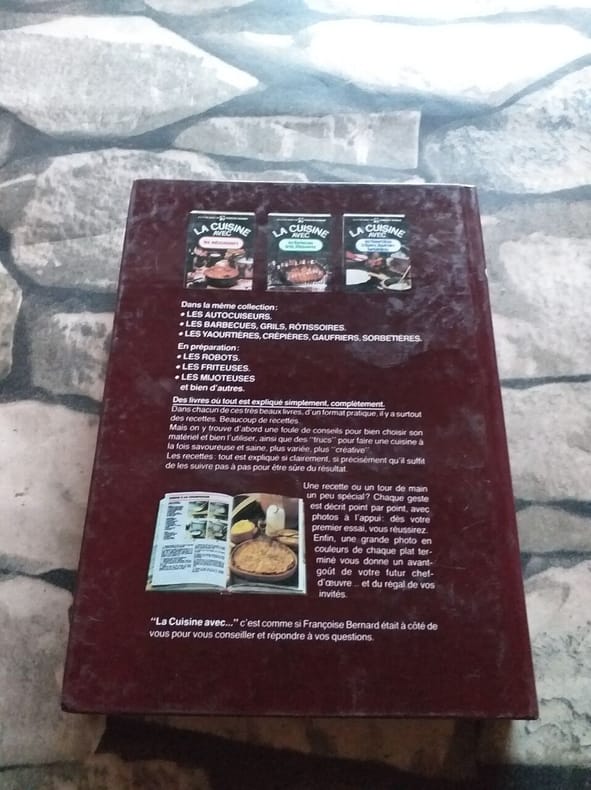 LA CUISINE
AVEC
les autocuiseurs
LA CUISINE
AVEC
LA CUISINE
AVEC
Dans la même collection :
• LES AUTOCUISEURS.
• LES BARBECUES, GRILS, RÔTISSOIRES.
• LES YAOURTIÈRES, CRÊPIÈRES, GAUFRIERS, SORBETIÈRES.
En préparation :
• LES ROBOTS.
• LES FRITEUSES.
• LES MIJOTEUSES
et bien d'autres.
Des livres où tout est expliqué simplement, complètement.
Dans chacun de ces très beaux livres, d'un format pratique, il y a surtout
des recettes. Beaucoup de recettes.
Mais on y trouve d'abord une foule de conseils pour bien choisir son
matériel et bien l'utiliser, ainsi que des "trucs" pour faire une cuisine à
la fois savoureuse et saine, plus variée, plus "créative".
Les recettes : tout est expliqué si clairement, si précisément qu'il suffit
de les suivre pas à pas pour être sûre du résultat.
Une recette ou un tour de main
un peu spécial ? Chaque geste
est décrit point par point, avec
photos à l'appui : dès votre
premier essai, vous réussirez.
Enfin, une grande photo en
couleurs de chaque plat ter-
miné vous donne un avant-
goût de votre futur chef-
d'œuvre... et du régal de vos
invités.
"La Cuisine avec..." c'est comme si Françoise Bernard était à côté de
vous pour vous conseiller et répondre à vos questions.